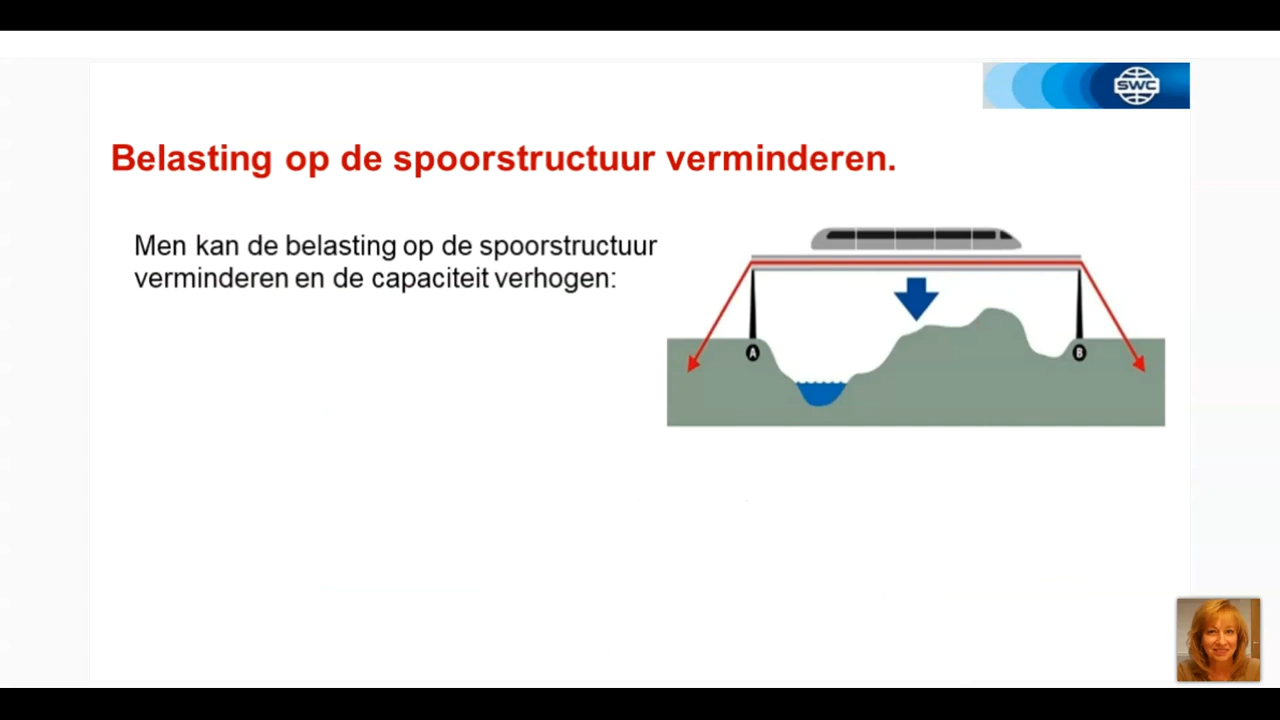 SWC
Belasting op de spoorstructuur verminderen.
Men kan de belasting op de spoorstructuur
verminderen en de capaciteit verhogen:
A
B